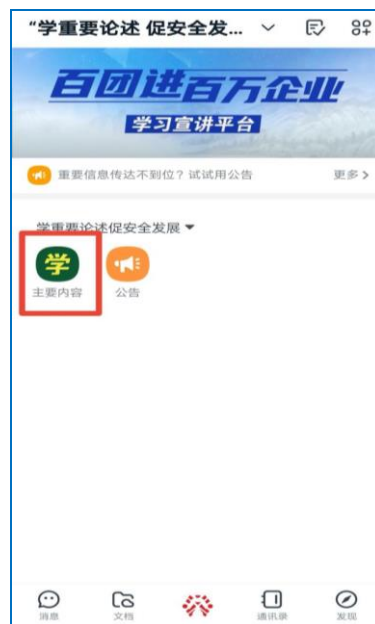 “学重要论述 促安全发...
百团进百万企业
学习宣讲平台
重要信息传达不到位？试试用公告 更多 >
学重要论述促安全发展
学
主要内容 公告
消息 文档 通讯录 发现